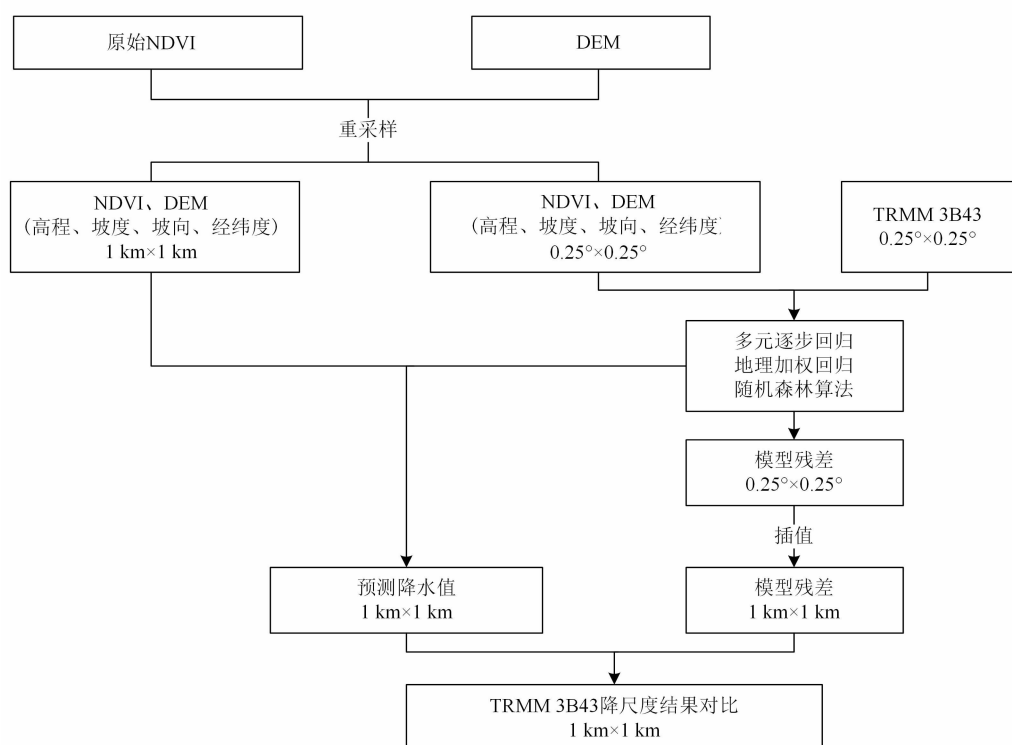 原始NDVI
DEM
重采样
NDVI、DEM
(高程、坡度、坡向、经纬度)
1 km×1 km
NDVI、DEM
(高程、坡度、坡向、经纬度)
0.25°×0.25°
TRMM 3B43
0.25°×0.25°
多元逐步回归
地理加权回归
随机森林算法
模型残差
0.25°×0.25°
插值
预测降水值
1 km×1 km
模型残差
1 km×1 km
TRMM 3B43降尺度结果对比
1 km×1 km